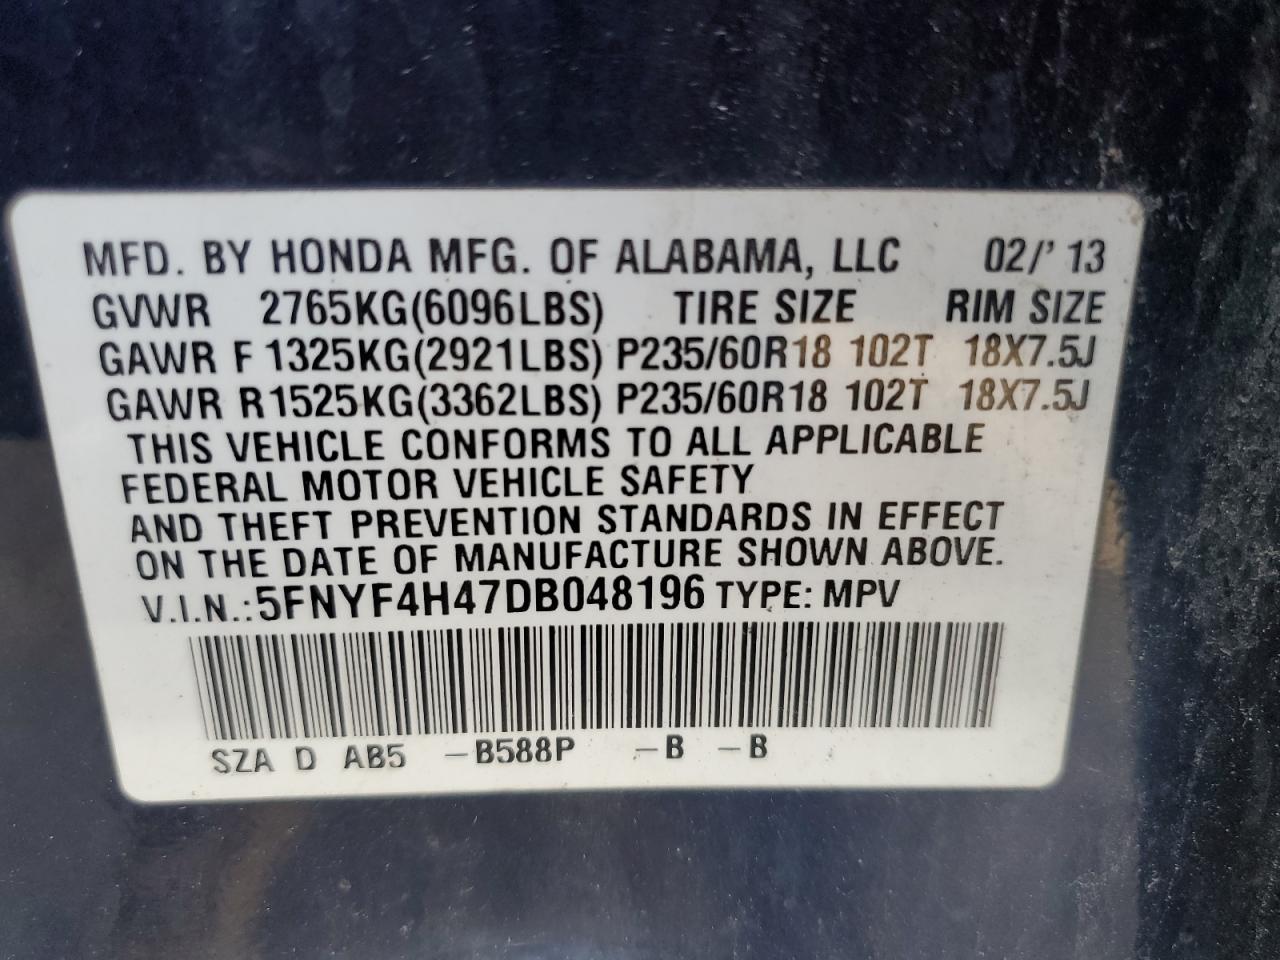 MFD. BY HONDA MFG. OF ALABAMA, LLC 02/'13
GVWR 2765KG(6096LBS) TIRE SIZE RIM SIZE
GAWR F 1325KG(2921LBS) P235/60R18 102T 18X7.5J
GAWR R1525KG(3362LBS) P235/60R18 102T 18X7.5J
THIS VEHICLE CONFORMS TO ALL APPLICABLE
FEDERAL MOTOR VEHICLE SAFETY
AND THEFT PREVENTION STANDARDS IN EFFECT
ON THE DATE OF MANUFACTURE SHOWN ABOVE.
V.I.N.:5FNYF4H47DB048196 TYPE: MPV
SZA D AB5 -B588P -B -B